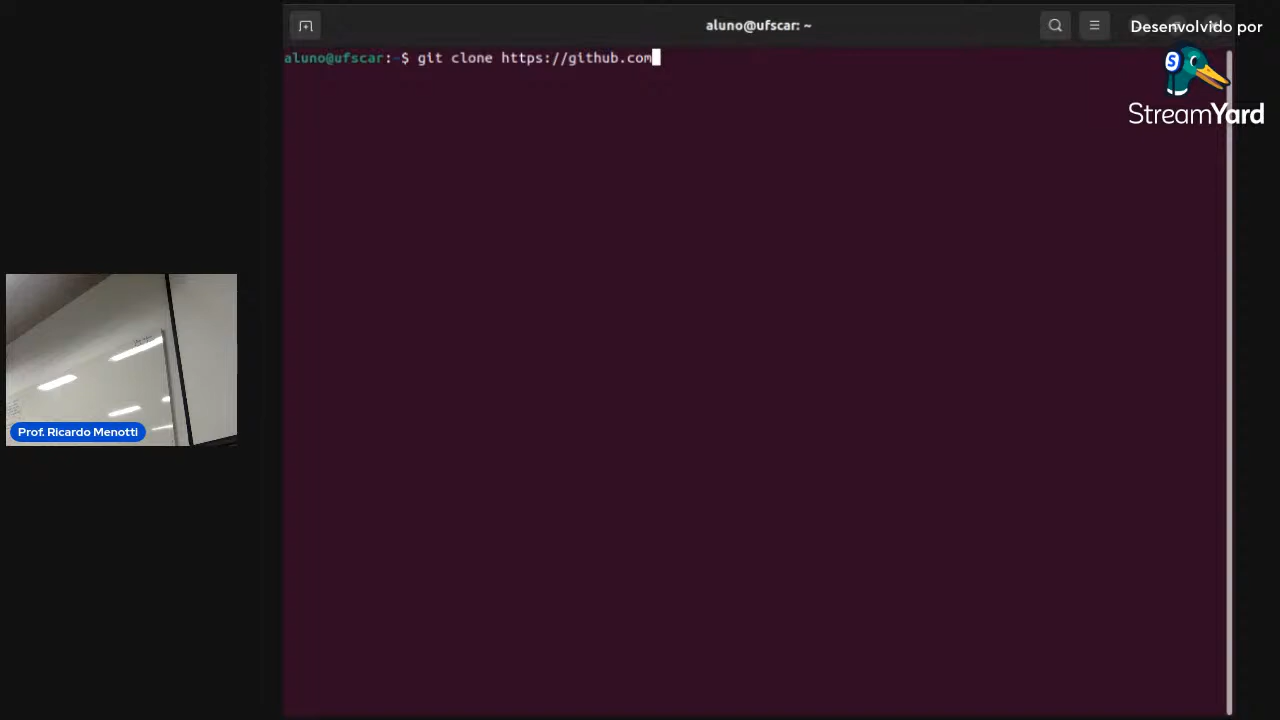 aluno@ufscar: ~
Desenvolvido por
StreamYard
aluno@ufscar:~$ git clone https://github.com
Prof. Ricardo Menotti